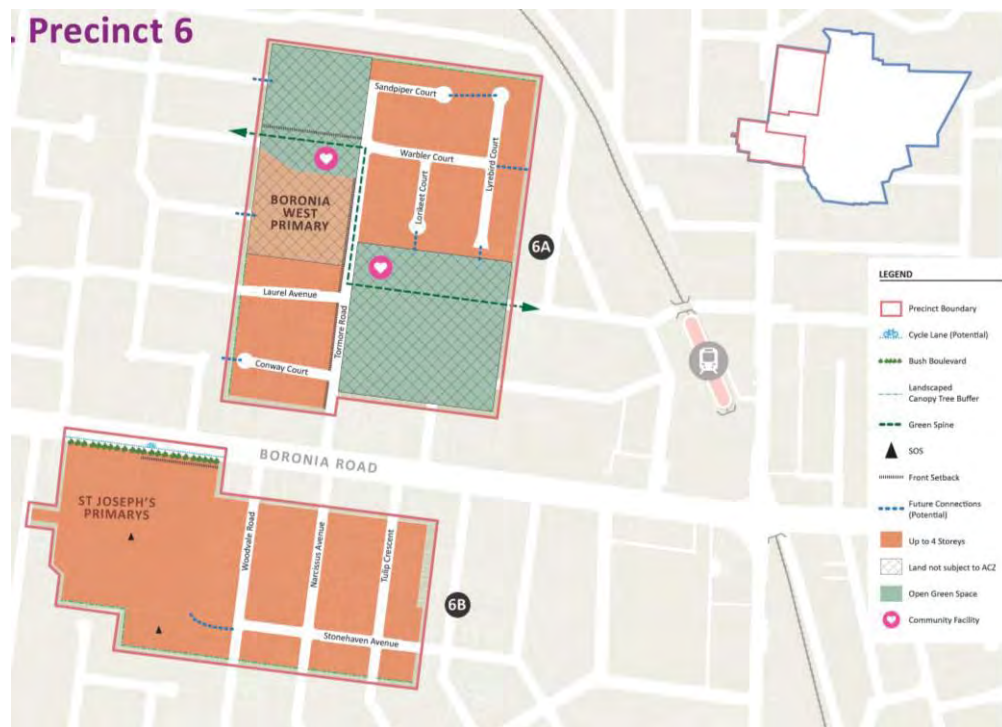 . Precinct 6
Sandpiper Court
Warbler Court
Lorikeet Court
Lyrebird Court
BORONIA
WEST
PRIMARY
6A
Laurel Avenue
Tormore Road
Conway Court
BORONIA ROAD
ST JOSEPH'S
PRIMARYS
Woodvale Road
Narcissus Avenue
Tulip Crescent
Stonehaven Avenue
6B
LEGEND
Precinct Boundary
Cycle Lane (Potential)
Bush Boulevard
Landscaped
Canopy Tree Buffer
Green Spine
SOS
Front Setback
Future Connections
(Potential)
Up to 4 Storeys
Land not subject to ACZ
Open Green Space
Community Facility